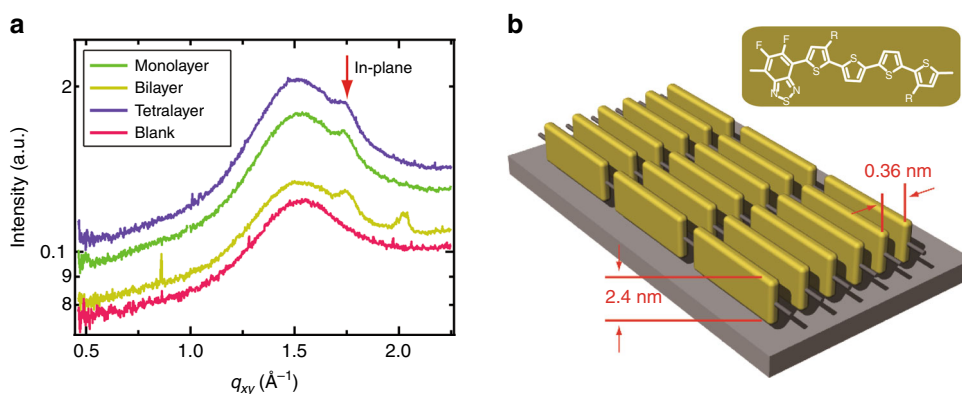 a
2
0.1
9
8
Intensity (a.u.)
Monolayer
Bilayer
Tetralayer
Blank
In-plane
0.5 1.0 1.5 2.0
q_xy (Å⁻¹)
b
F F R
S S S S
N S N R
0.36 nm
2.4 nm